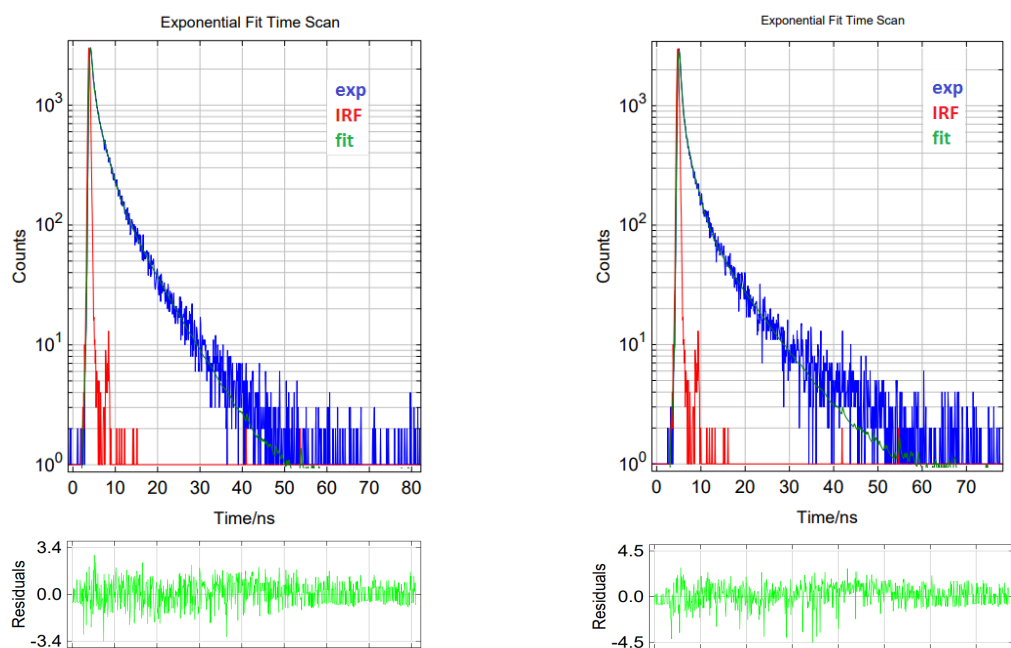 Exponential Fit Time Scan
Counts
10³
10²
10¹
10⁰
exp
IRF
fit
0 10 20 30 40 50 60 70 80
Time/ns
Residuals
3.4
0.0
-3.4
Exponential Fit Time Scan
Counts
10³
10²
10¹
10⁰
exp
IRF
fit
0 10 20 30 40 50 60 70
Time/ns
Residuals
4.5
0.0
-4.5